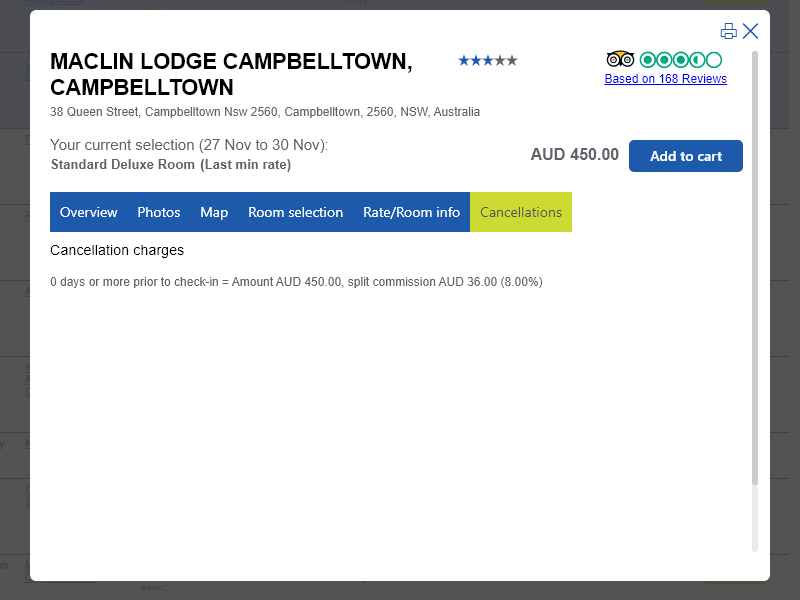 MACLIN LODGE CAMPBELLTOWN,
CAMPBELLTOWN
38 Queen Street, Campbelltown Nsw 2560, Campbelltown, 2560, NSW, Australia
Based on 168 Reviews
Your current selection (27 Nov to 30 Nov):
Standard Deluxe Room (Last min rate)
AUD 450.00
Add to cart
Overview Photos Map Room selection Rate/Room info Cancellations
Cancellation charges
0 days or more prior to check-in = Amount AUD 450.00, split commission AUD 36.00 (8.00%)